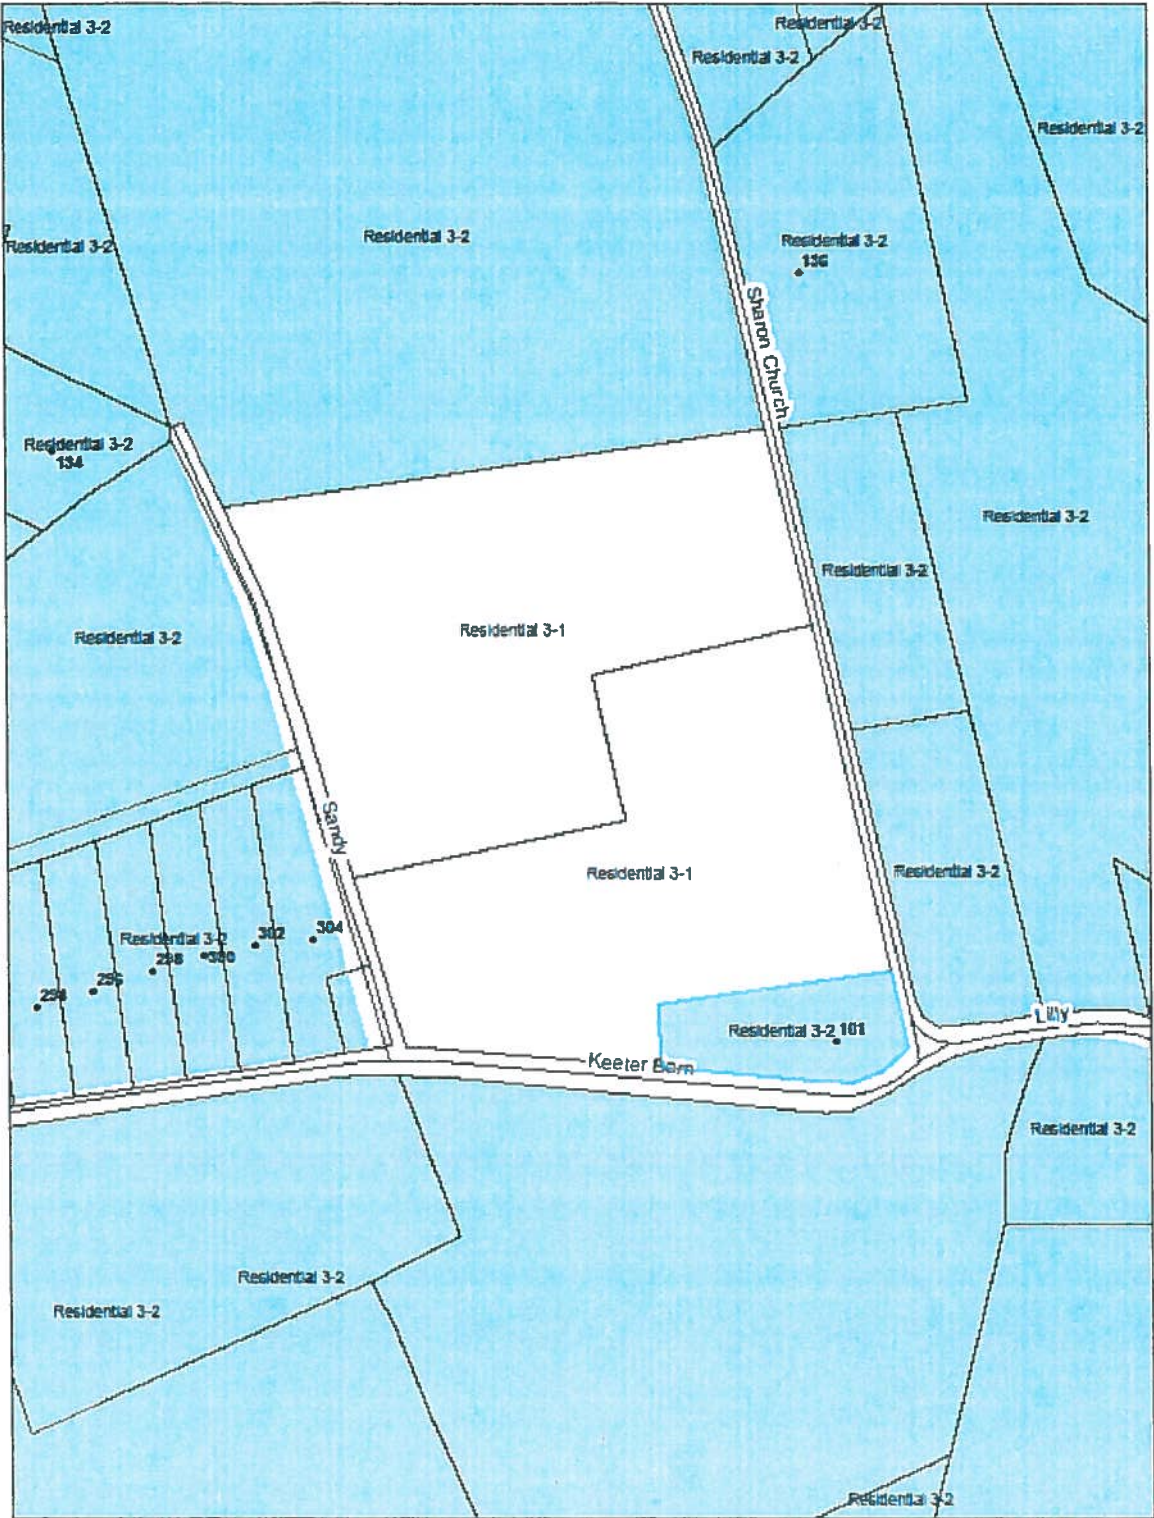 Residential 3-2
Residential 3-2
Residential 3-2
Residential 3-2
Residential 3-2
Residential 3-2
Residential 3-2
136
Sharon Church
Residential 3-2
134
Residential 3-2
Residential 3-2
Residential 3-2
Residential 3-1
Sandy
Residential 3-1
Residential 3-2
Residential 3-2
294
296
298
300
302
304
Residential 3-2
101
Lilly
Keeter Barn
Residential 3-2
Residential 3-2
Residential 3-2
Residential 3-2